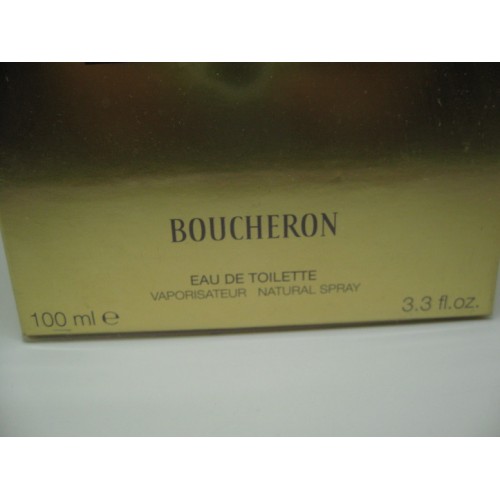 BOUCHERON
EAU DE TOILETTE
VAPORISATEUR NATURAL SPRAY
100 ml ℮ 3.3 fl.oz.